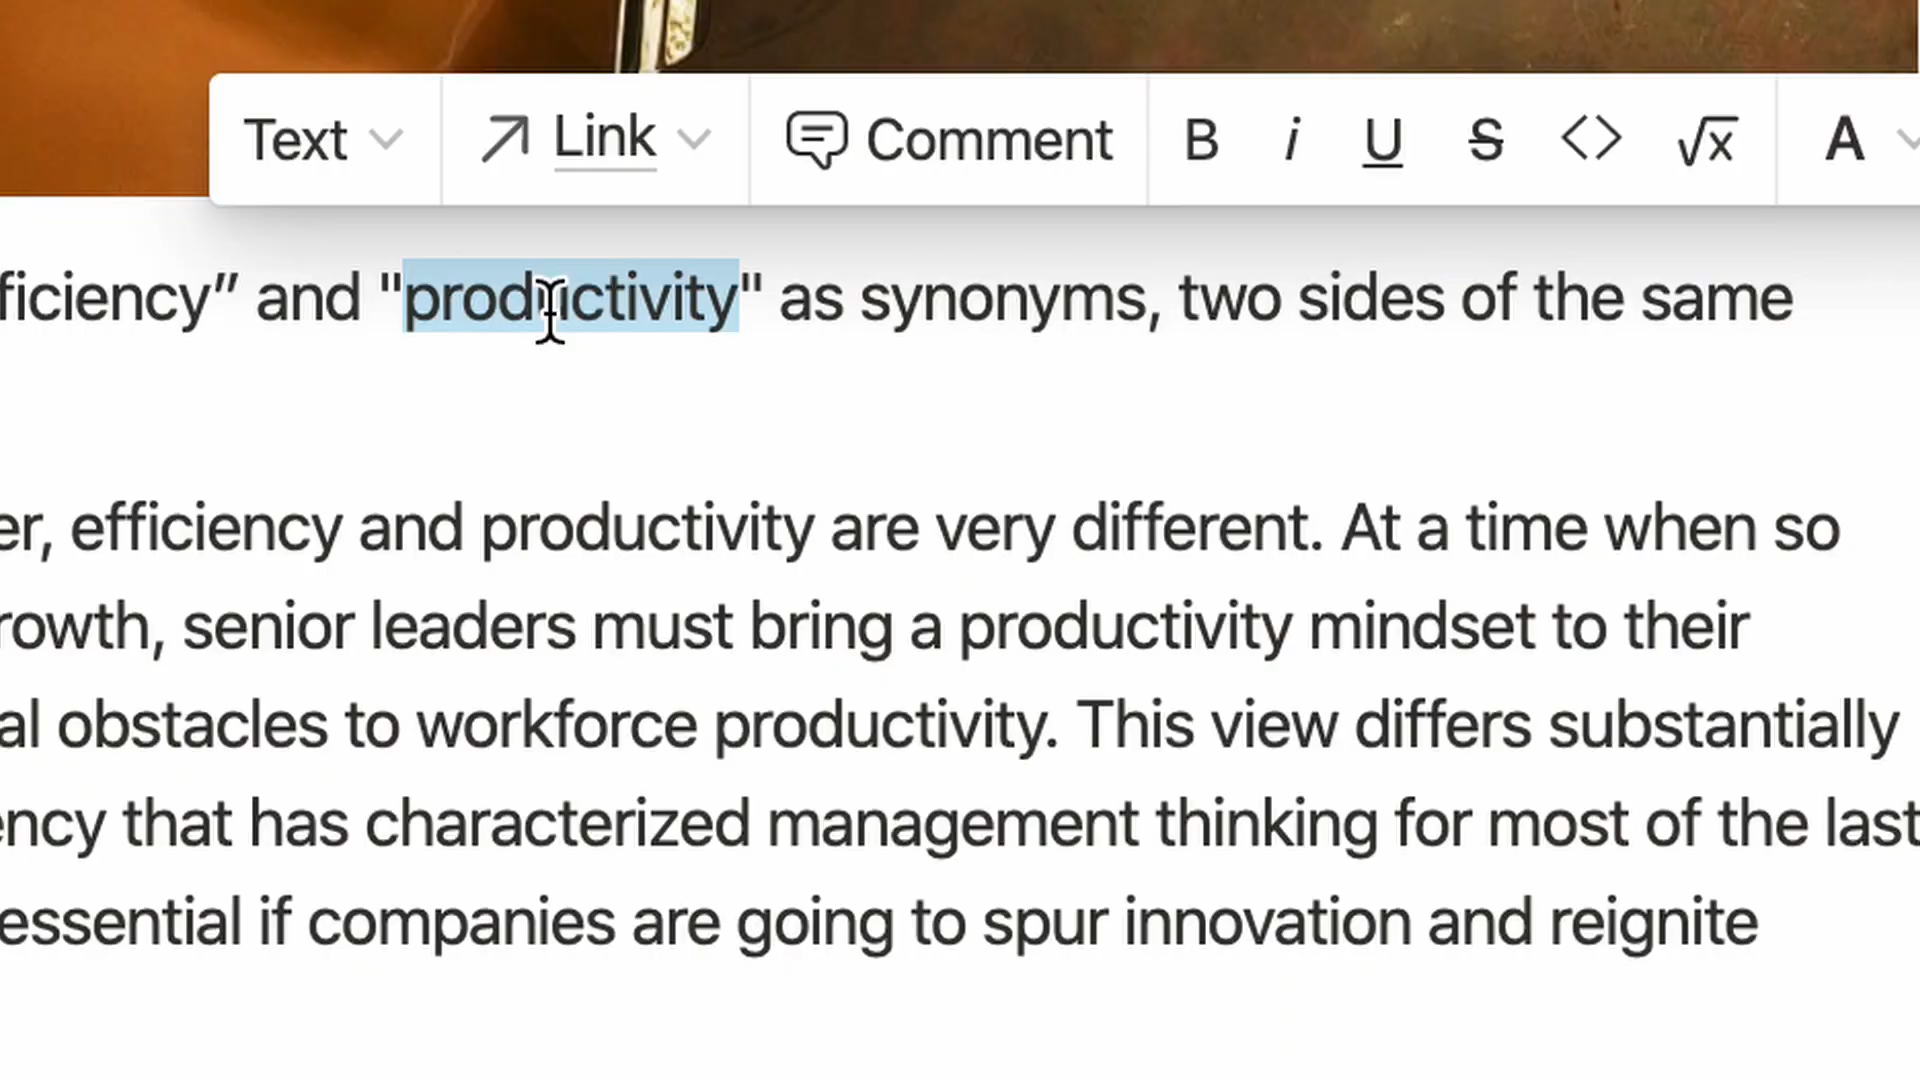 Text Link Comment B i U S <> √x A
ficiency” and "productivity" as synonyms, two sides of the same
er, efficiency and productivity are very different. At a time when so
rowth, senior leaders must bring a productivity mindset to their
al obstacles to workforce productivity. This view differs substantially
ency that has characterized management thinking for most of the last
essential if companies are going to spur innovation and reignite